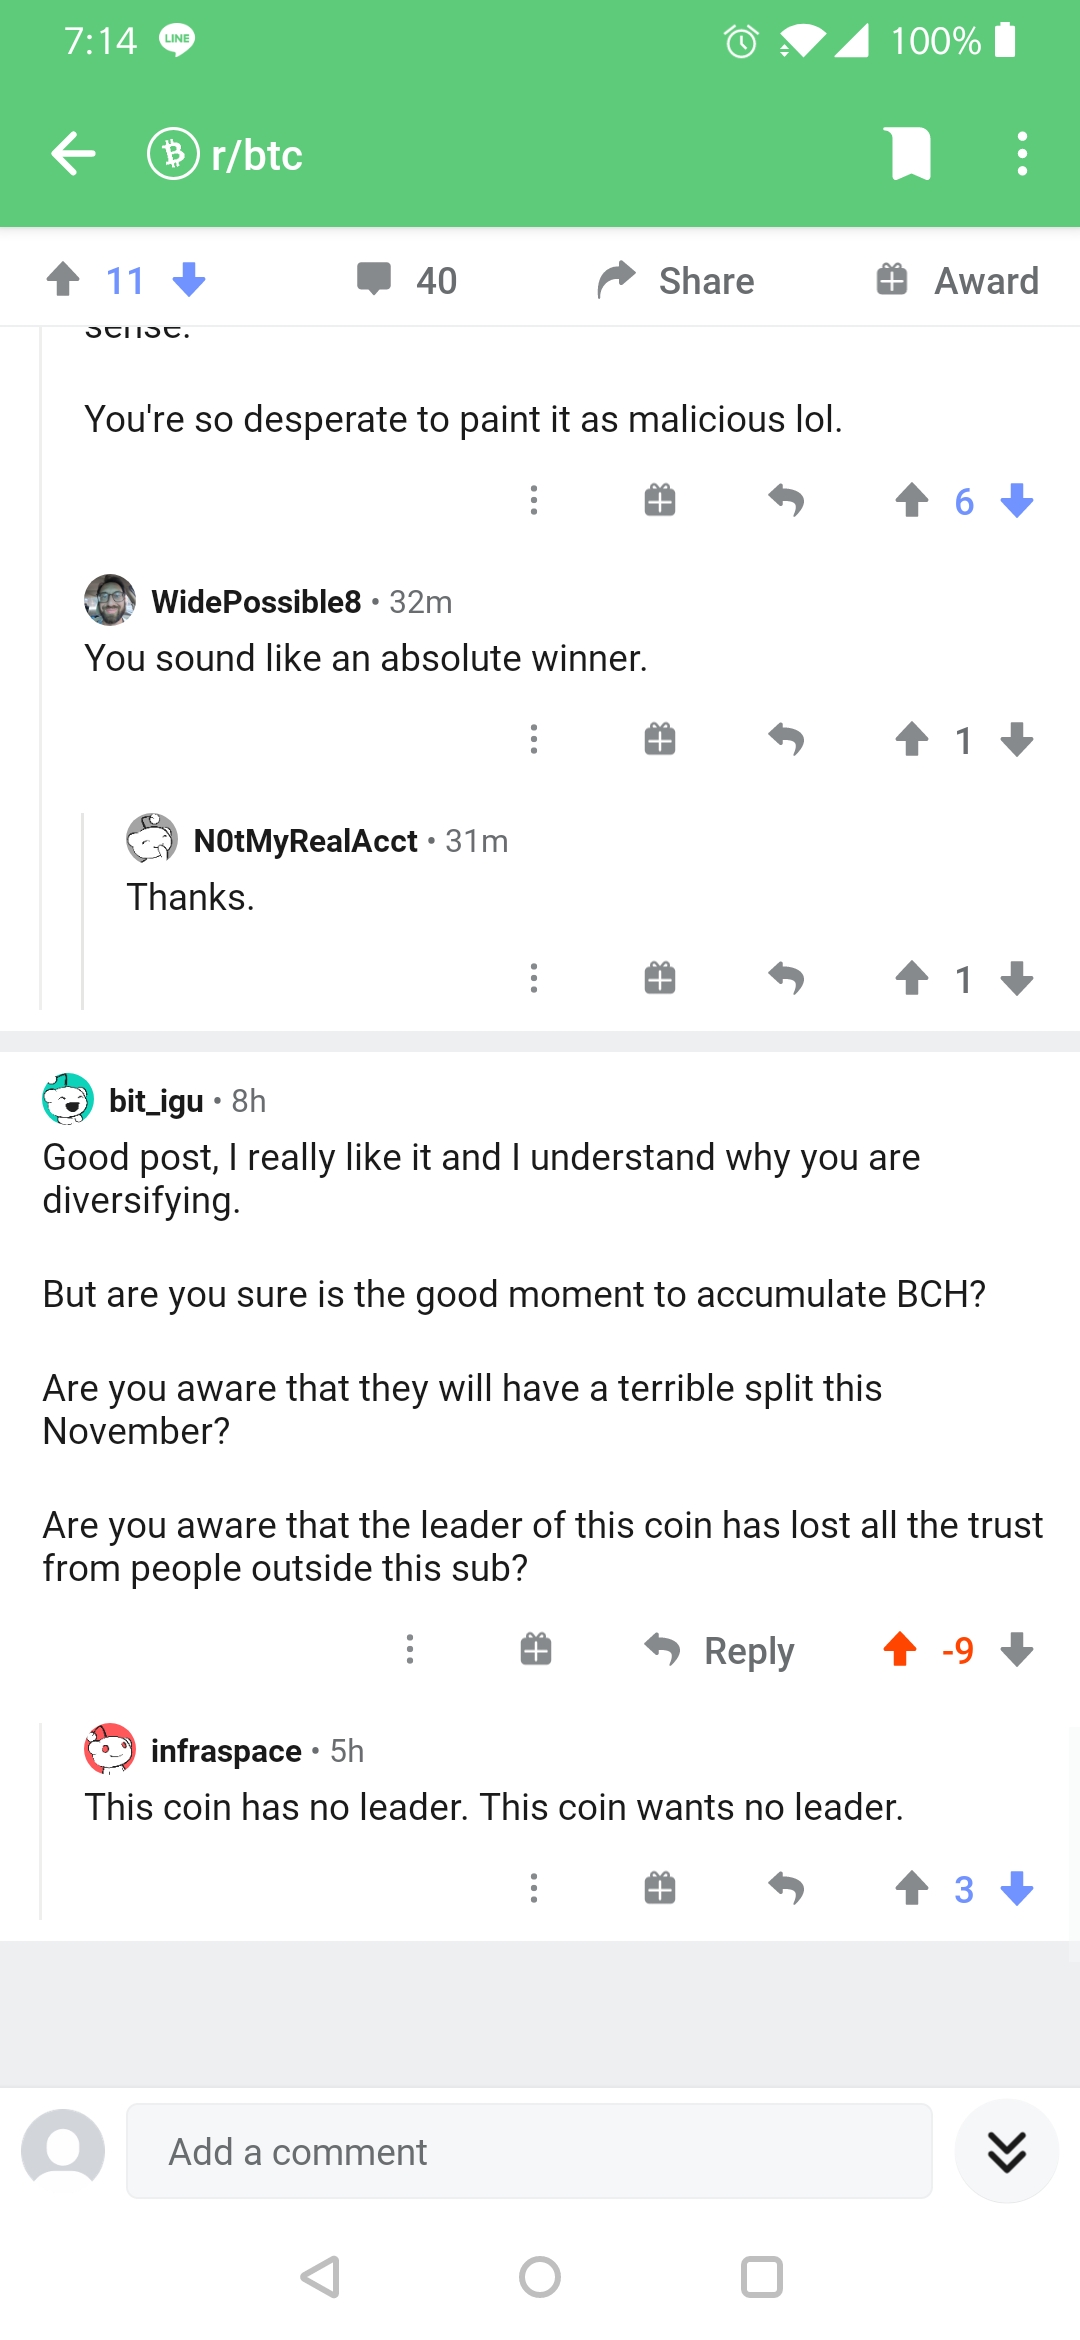 7:14 LINE 100%
r/btc
11 40 Share Award
sense.
You're so desperate to paint it as malicious lol.
6
WidePossible8 • 32m
You sound like an absolute winner.
1
N0tMyRealAcct • 31m
Thanks.
1
bit_igu • 8h
Good post, I really like it and I understand why you are
diversifying.
But are you sure is the good moment to accumulate BCH?
Are you aware that they will have a terrible split this
November?
Are you aware that the leader of this coin has lost all the trust
from people outside this sub?
Reply -9
infraspace • 5h
This coin has no leader. This coin wants no leader.
3
Add a comment